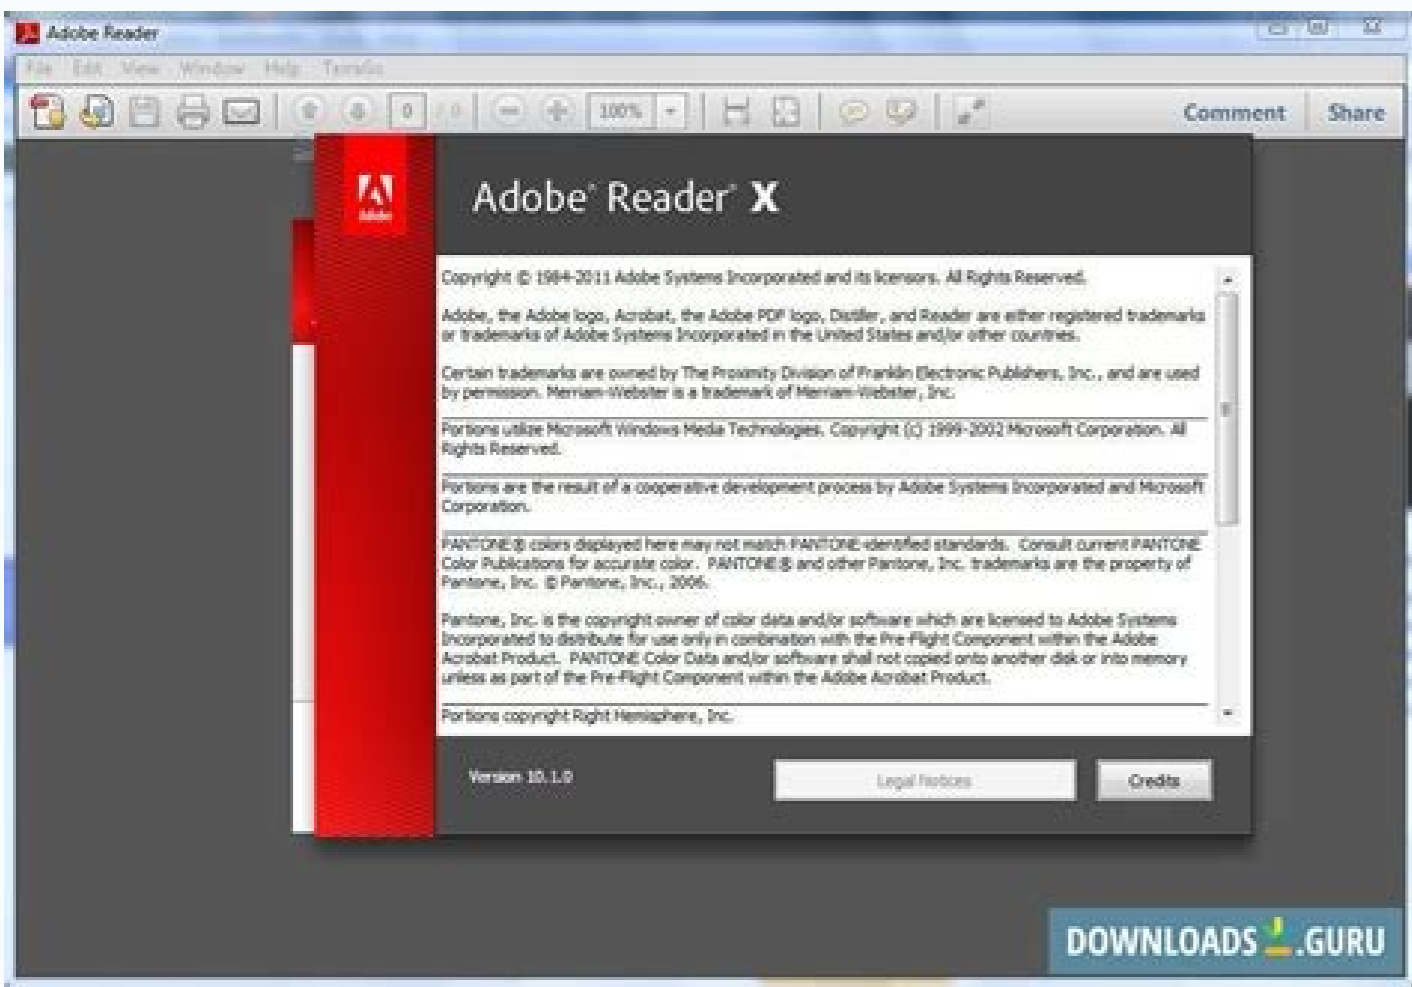 Adobe Reader
File Edit View Window Help
0 / 0 100% Comment Share
Adobe
Adobe® Reader® X
Copyright © 1984-2011 Adobe Systems Incorporated and its licensors. All Rights Reserved.
Adobe, the Adobe logo, Acrobat, the Adobe PDF logo, Distiller, and Reader are either registered trademarks
or trademarks of Adobe Systems Incorporated in the United States and/or other countries.
Certain trademarks are owned by The Proximity Division of Franklin Electronic Publishers, Inc., and are used
by permission. Merriam-Webster is a trademark of Merriam-Webster, Inc.
Portions utilize Microsoft Windows Media Technologies. Copyright (c) 1999-2002 Microsoft Corporation. All
Rights Reserved.
Portions are the result of a cooperative development process by Adobe Systems Incorporated and Microsoft
Corporation.
PANTONE® colors displayed here may not match PANTONE-identified standards. Consult current PANTONE
Color Publications for accurate color. PANTONE® and other Pantone, Inc. trademarks are the property of
Pantone, Inc. © Pantone, Inc., 2006.
Pantone, Inc. is the copyright owner of color data and/or software which are licensed to Adobe Systems
Incorporated to distribute for use only in combination with the Pre-Flight Component within the Adobe
Acrobat Product. PANTONE Color Data and/or software shall not copied onto another disk or into memory
unless as part of the Pre-Flight Component within the Adobe Acrobat Product.
Portions copyright Right Hemisphere, Inc.
Version 10.1.0
Legal Notices
Credits
DOWNLOADS .GURU